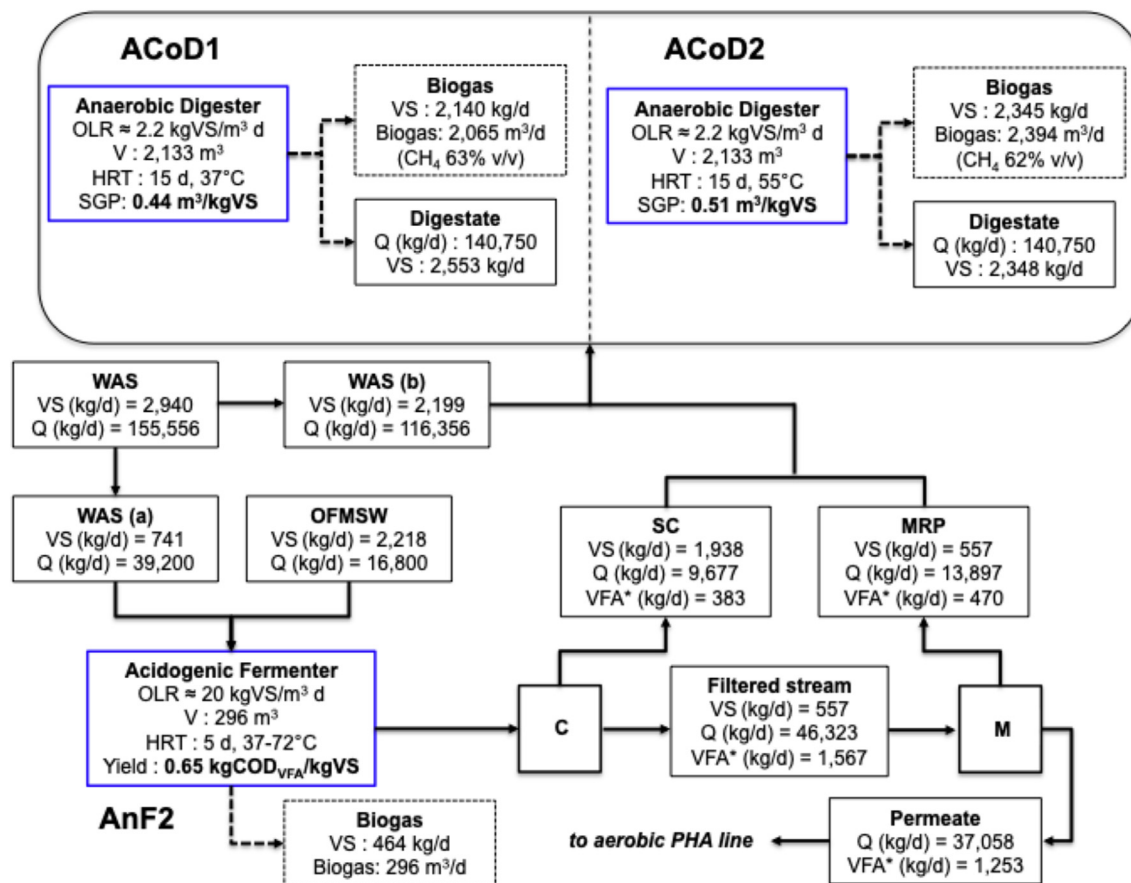 ACoD1
Anaerobic Digester
OLR ≈ 2.2 kgVS/m³ d
V : 2,133 m³
HRT : 15 d, 37°C
SGP: 0.44 m³/kgVS
Biogas
VS : 2,140 kg/d
Biogas: 2,065 m³/d
(CH₄ 63% v/v)
Digestate
Q (kg/d) : 140,750
VS : 2,553 kg/d
ACoD2
Anaerobic Digester
OLR ≈ 2.2 kgVS/m³ d
V : 2,133 m³
HRT : 15 d, 55°C
SGP: 0.51 m³/kgVS
Biogas
VS : 2,345 kg/d
Biogas: 2,394 m³/d
(CH₄ 62% v/v)
Digestate
Q (kg/d) : 140,750
VS : 2,348 kg/d
WAS
VS (kg/d) = 2,940
Q (kg/d) = 155,556
WAS (b)
VS (kg/d) = 2,199
Q (kg/d) = 116,356
WAS (a)
VS (kg/d) = 741
Q (kg/d) = 39,200
OFMSW
VS (kg/d) = 2,218
Q (kg/d) = 16,800
SC
VS (kg/d) = 1,938
Q (kg/d) = 9,677
VFA* (kg/d) = 383
MRP
VS (kg/d) = 557
Q (kg/d) = 13,897
VFA* (kg/d) = 470
Acidogenic Fermenter
OLR ≈ 20 kgVS/m³ d
V : 296 m³
HRT : 5 d, 37-72°C
Yield : 0.65 kgCOD_VFA/kgVS
C
Filtered stream
VS (kg/d) = 557
Q (kg/d) = 46,323
VFA* (kg/d) = 1,567
M
AnF2
Biogas
VS : 464 kg/d
Biogas: 296 m³/d
to aerobic PHA line
Permeate
Q (kg/d) = 37,058
VFA* (kg/d) = 1,253